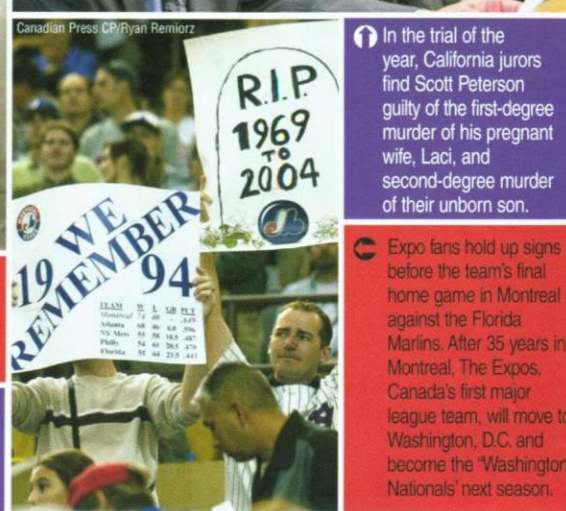 Canadian Press CP/Ryan Remiorz
R.I.P
1969
TO
2004
19 WE 94
REMEMBER
TEAM W L GB PCT
Montreal 74 40 - .649
Atlanta 68 46 6.0 .596
NY Mets 55 58 18.5 .487
Philly 54 61 20.5 .470
Florida 51 64 23.5 .443
In the trial of the
year, California jurors
find Scott Peterson
guilty of the first-degree
murder of his pregnant
wife, Laci, and
second-degree murder
of their unborn son.
Expo fans hold up signs
before the team's final
home game in Montreal
against the Florida
Marlins. After 35 years in
Montreal, The Expos,
Canada's first major
league team, will move to
Washington, D.C. and
become the "Washington
Nationals' next season.